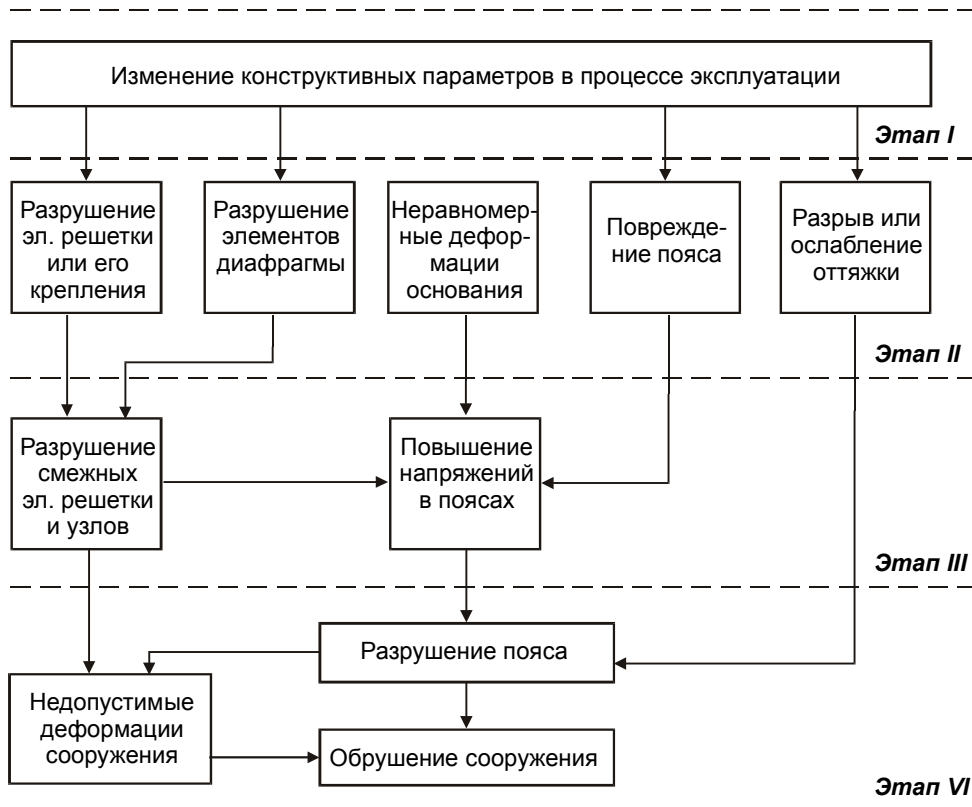 Изменение конструктивных параметров в процессе эксплуатации
Этап I
Разрушение
эл. решетки
или его
крепления
Разрушение
элементов
диафрагмы
Неравномер-
ные дефор-
мации
основания
Поврежде-
ние пояса
Разрыв или
ослабление
оттяжки
Этап II
Разрушение
смежных
эл. решетки
и узлов
Повышение
напряжений
в поясах
Этап III
Разрушение пояса
Недопустимые
деформации
сооружения
Обрушение сооружения
Этап VI